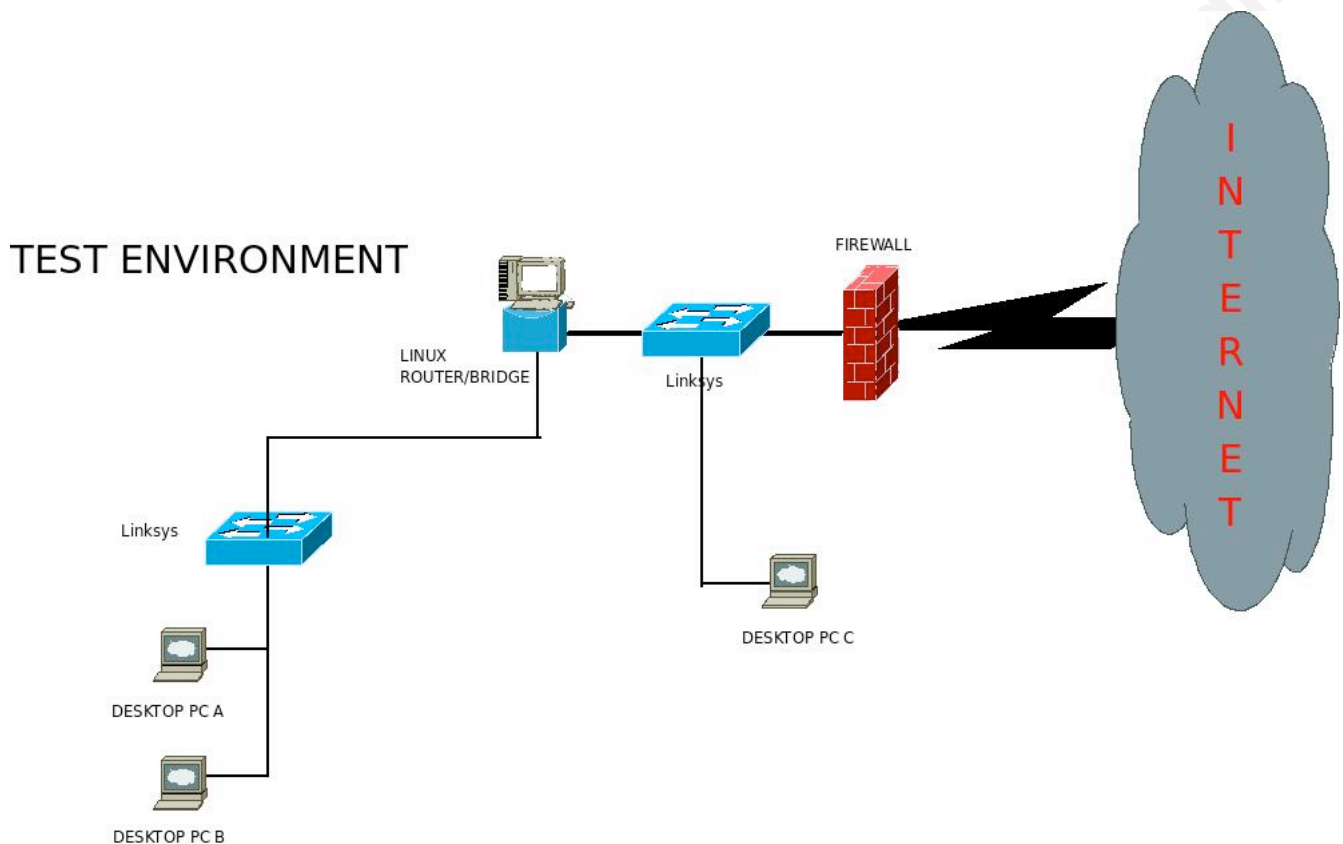 TEST ENVIRONMENT
FIREWALL
LINUX
ROUTER/BRIDGE
Linksys
Linksys
DESKTOP PC A
DESKTOP PC B
DESKTOP PC C
I
N
T
E
R
N
E
T